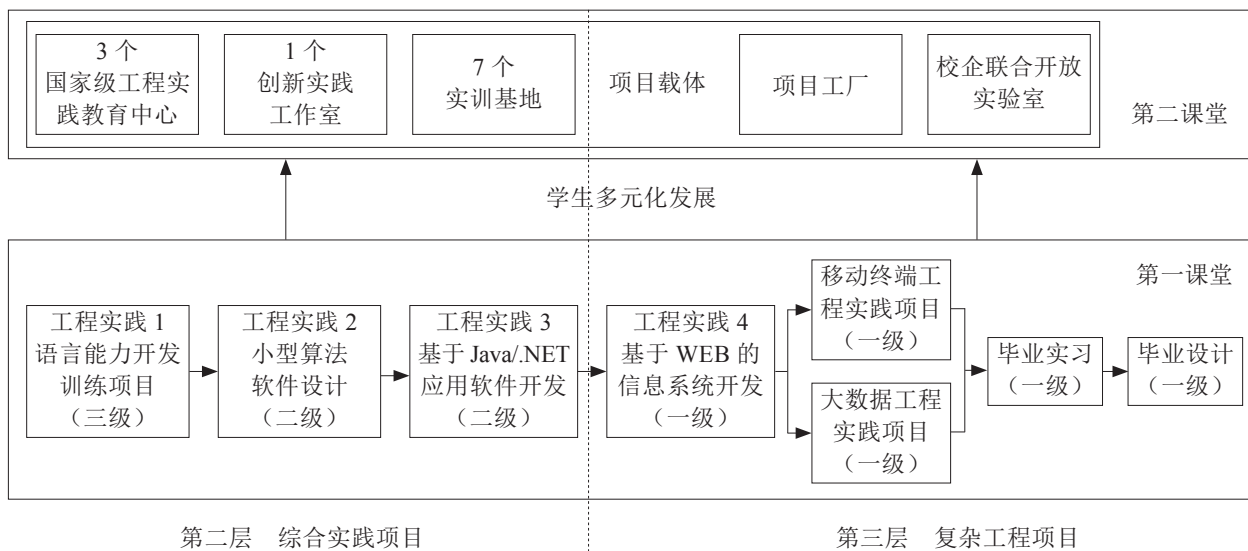 3 个
国家级工程实
践教育中心
1 个
创新实践
工作室
7 个
实训基地
项目载体
项目工厂
校企联合开放
实验室
第二课堂
学生多元化发展
第一课堂
工程实践 1
语言能力开发
训练项目
（三级）
工程实践 2
小型算法
软件设计
（二级）
工程实践 3
基于 Java/.NET
应用软件开发
（二级）
工程实践 4
基于 WEB 的
信息系统开发
（一级）
移动终端工
程实践项目
（一级）
大数据工程
实践项目
（一级）
毕业实习
（一级）
毕业设计
（一级）
第二层 综合实践项目
第三层 复杂工程项目